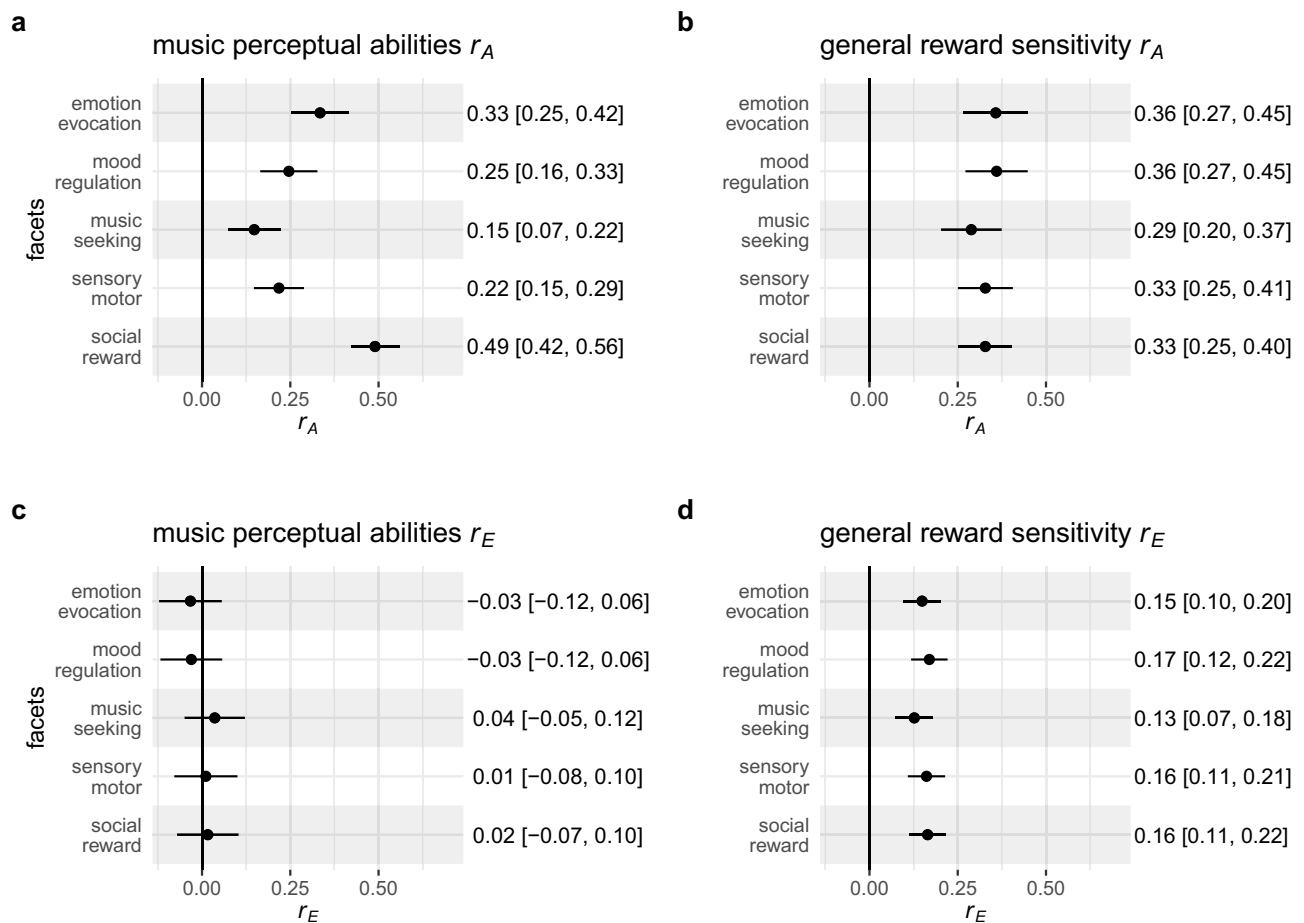 a
music perceptual abilities r_A
emotion
evocation
0.33 [0.25, 0.42]
mood
regulation
0.25 [0.16, 0.33]
facets
music
seeking
0.15 [0.07, 0.22]
sensory
motor
0.22 [0.15, 0.29]
social
reward
0.49 [0.42, 0.56]
0.00 0.25 0.50
r_A
b
general reward sensitivity r_A
emotion
evocation
0.36 [0.27, 0.45]
mood
regulation
0.36 [0.27, 0.45]
music
seeking
0.29 [0.20, 0.37]
sensory
motor
0.33 [0.25, 0.41]
social
reward
0.33 [0.25, 0.40]
0.00 0.25 0.50
r_A
c
music perceptual abilities r_E
emotion
evocation
−0.03 [−0.12, 0.06]
mood
regulation
−0.03 [−0.12, 0.06]
facets
music
seeking
0.04 [−0.05, 0.12]
sensory
motor
0.01 [−0.08, 0.10]
social
reward
0.02 [−0.07, 0.10]
0.00 0.25 0.50
r_E
d
general reward sensitivity r_E
emotion
evocation
0.15 [0.10, 0.20]
mood
regulation
0.17 [0.12, 0.22]
music
seeking
0.13 [0.07, 0.18]
sensory
motor
0.16 [0.11, 0.21]
social
reward
0.16 [0.11, 0.22]
0.00 0.25 0.50
r_E